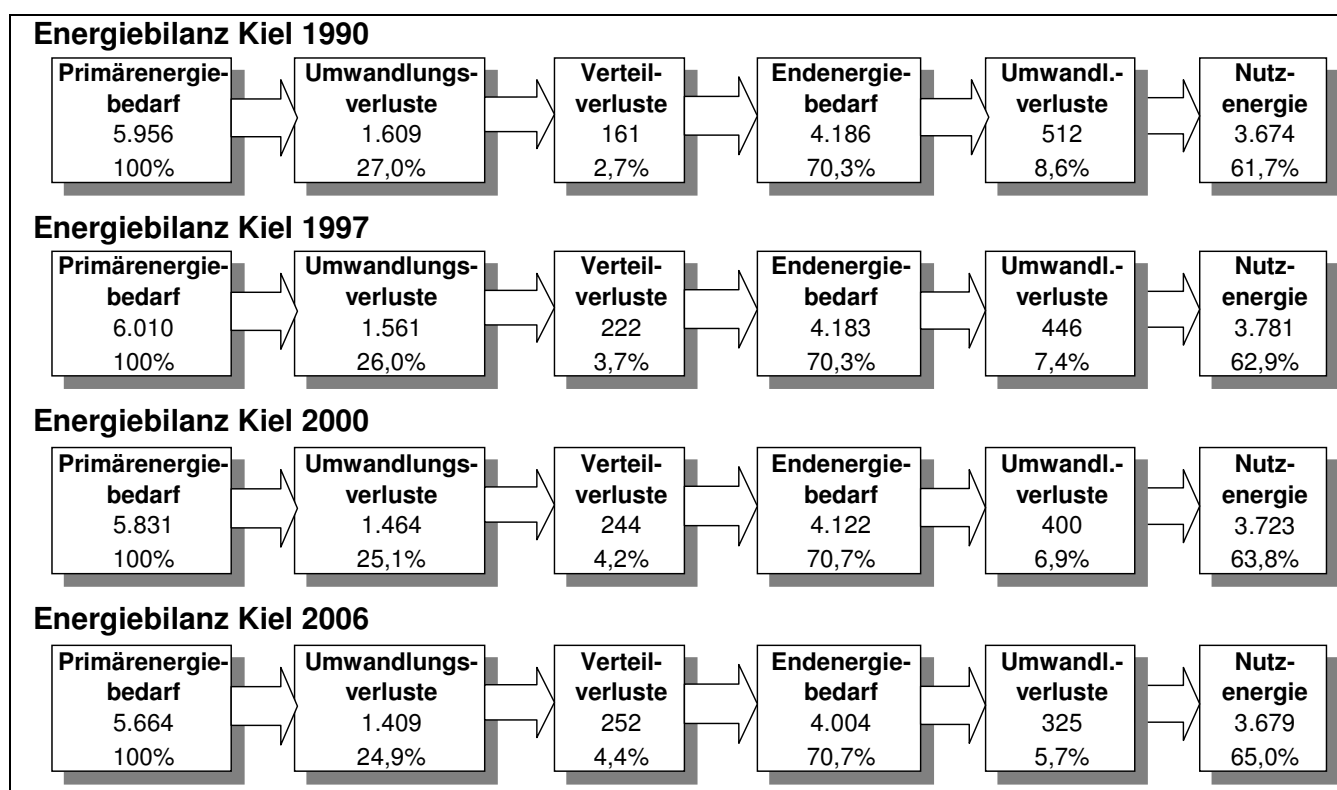 Energiebilanz Kiel 1990
Primärenergie-
bedarf
5.956
100%
Umwandlungs-
verluste
1.609
27,0%
Verteil-
verluste
161
2,7%
Endenergie-
bedarf
4.186
70,3%
Umwandl.-
verluste
512
8,6%
Nutz-
energie
3.674
61,7%
Energiebilanz Kiel 1997
Primärenergie-
bedarf
6.010
100%
Umwandlungs-
verluste
1.561
26,0%
Verteil-
verluste
222
3,7%
Endenergie-
bedarf
4.183
70,3%
Umwandl.-
verluste
446
7,4%
Nutz-
energie
3.781
62,9%
Energiebilanz Kiel 2000
Primärenergie-
bedarf
5.831
100%
Umwandlungs-
verluste
1.464
25,1%
Verteil-
verluste
244
4,2%
Endenergie-
bedarf
4.122
70,7%
Umwandl.-
verluste
400
6,9%
Nutz-
energie
3.723
63,8%
Energiebilanz Kiel 2006
Primärenergie-
bedarf
5.664
100%
Umwandlungs-
verluste
1.409
24,9%
Verteil-
verluste
252
4,4%
Endenergie-
bedarf
4.004
70,7%
Umwandl.-
verluste
325
5,7%
Nutz-
energie
3.679
65,0%